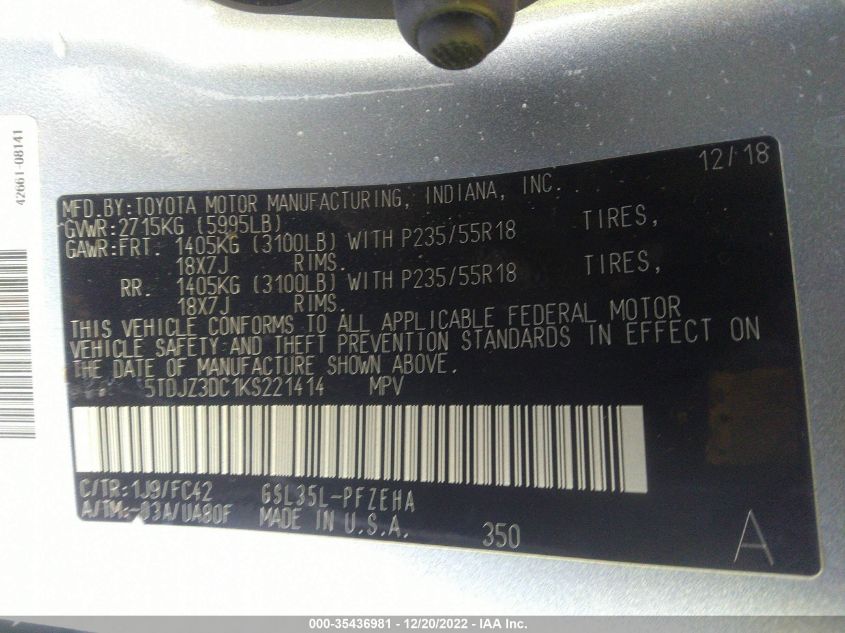 42661-08141
12/18
MFD. BY: TOYOTA MOTOR MANUFACTURING, INDIANA, INC.
GVWR: 2715KG (5995LB)
GAWR: FRT. 1405KG (3100LB) WITH P235/55R18 TIRES,
18X7J RIMS.
RR. 1405KG (3100LB) WITH P235/55R18 TIRES,
18X7J RIMS.
THIS VEHICLE CONFORMS TO ALL APPLICABLE FEDERAL MOTOR
VEHICLE SAFETY AND THEFT PREVENTION STANDARDS IN EFFECT ON
THE DATE OF MANUFACTURE SHOWN ABOVE.
5TDJZ3DC1KS221414 MPV
C/TR: 1J9/FC42 GSL35L-PFZEHA
A/TM: -03A/UA80F MADE IN U.S.A. 350
A
000-35436981 - 12/20/2022 - IAA Inc.